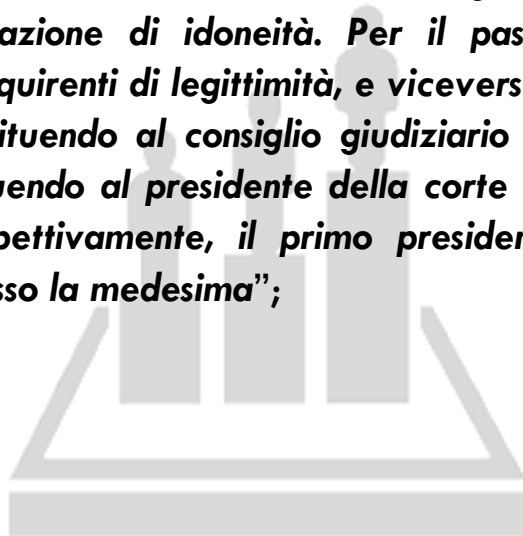 azione di idoneità. Per il pas
quirenti di legittimità, e vicevers
ituendo al consiglio giudiziario
uendo al presidente della corte
pettivamente, il primo presiden
sso la medesima”;